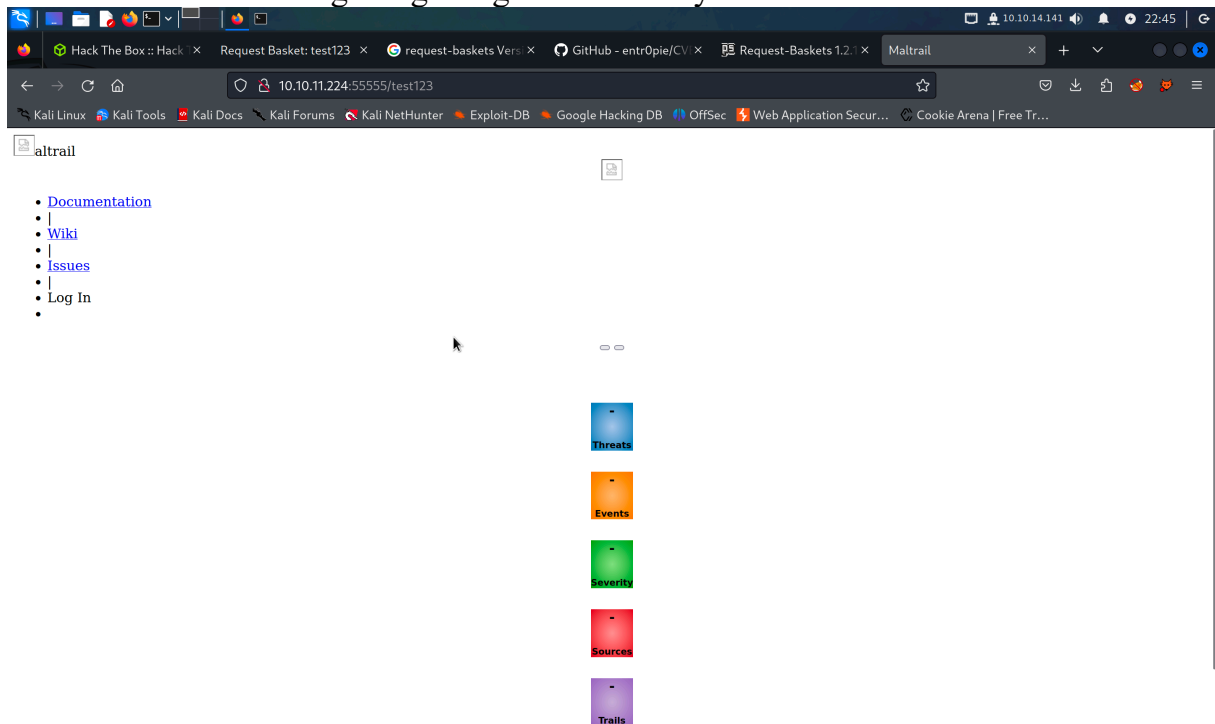 10.10.14.141 22:45
Hack The Box :: Hack T Request Basket: test123 request-baskets Versi GitHub - entr0pie/CV Request-Baskets 1.2.1 Maltrail
10.10.11.224:55555/test123
Kali Linux Kali Tools Kali Docs Kali Forums Kali NetHunter Exploit-DB Google Hacking DB OffSec Web Application Secur... Cookie Arena | Free Tr...
altrail
Documentation
|
Wiki
|
Issues
|
Log In
-
Threats
-
Events
-
Severity
-
Sources
-
Trails